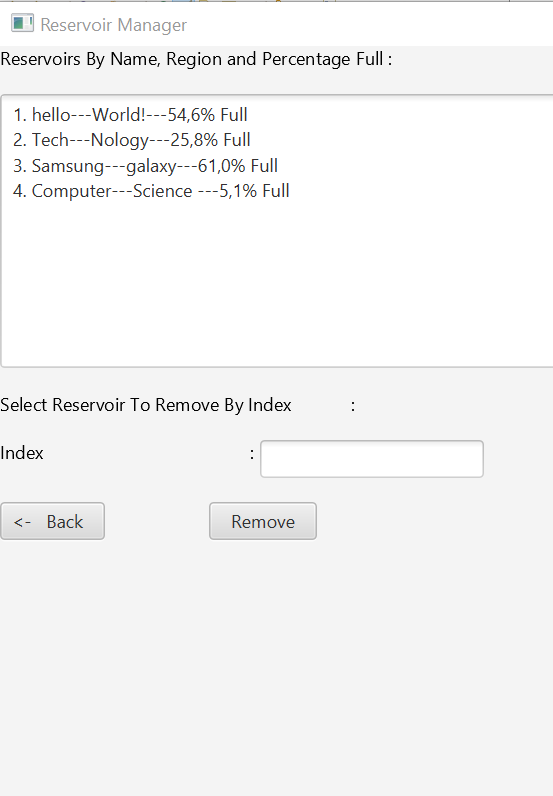 Reservoir Manager
Reservoirs By Name, Region and Percentage Full :
1. hello---World!---54,6% Full
2. Tech---Nology---25,8% Full
3. Samsung---galaxy---61,0% Full
4. Computer---Science ---5,1% Full
Select Reservoir To Remove By Index :
Index :
<- Back Remove